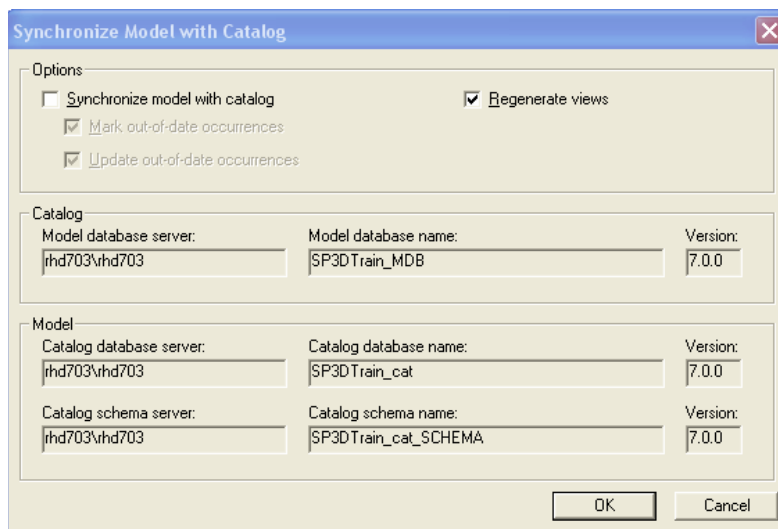 Synchronize Model with Catalog
Options
Synchronize model with catalog
Regenerate views
Mark out-of-date occurrences
Update out-of-date occurrences
Catalog
Model database server: Model database name: Version:
rhd703\rhd703 SP3DTrain_MDB 7.0.0
Model
Catalog database server: Catalog database name: Version:
rhd703\rhd703 SP3DTrain_cat 7.0.0
Catalog schema server: Catalog schema name: Version:
rhd703\rhd703 SP3DTrain_cat_SCHEMA 7.0.0
OK Cancel